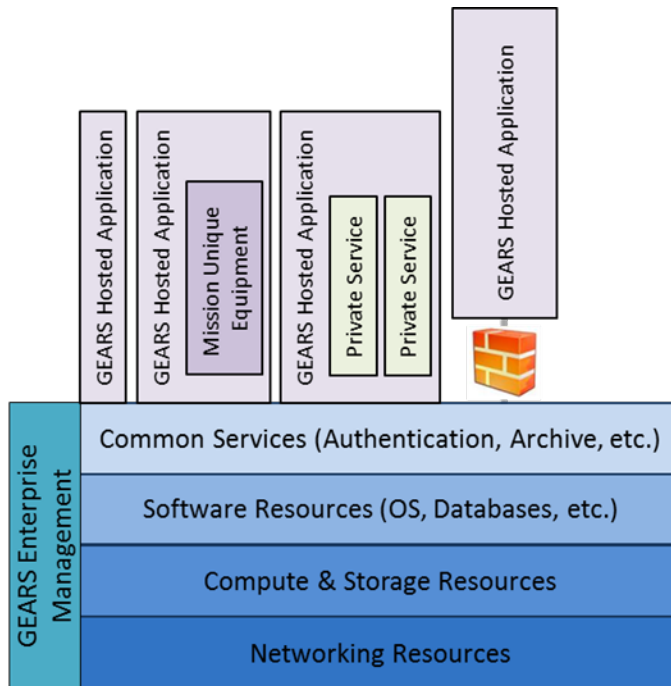 GEARS Hosted Application
GEARS Hosted Application
Mission Unique
Equipment
GEARS Hosted Application
Private Service
Private Service
GEARS Hosted Application
GEARS Enterprise
Management
Common Services (Authentication, Archive, etc.)
Software Resources (OS, Databases, etc.)
Compute & Storage Resources
Networking Resources